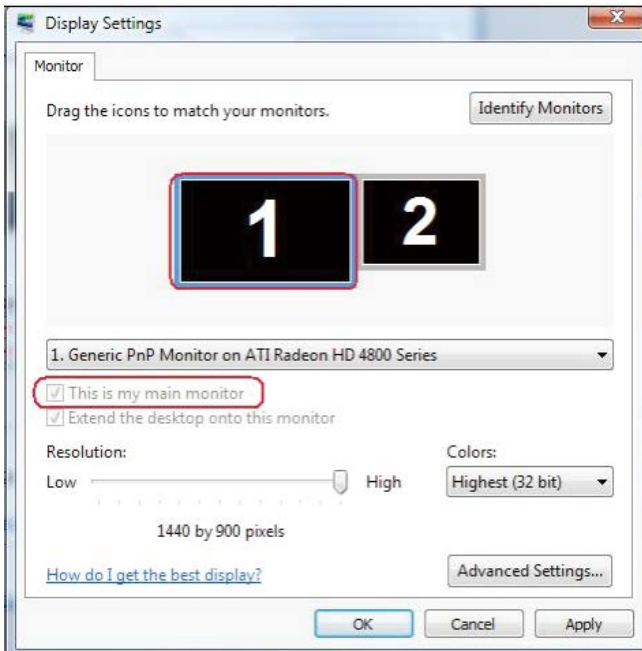 Display Settings
X
Monitor
Drag the icons to match your monitors.
Identify Monitors
1
2
1. Generic PnP Monitor on ATI Radeon HD 4800 Series
This is my main monitor
Extend the desktop onto this monitor
Resolution:
Colors:
Low
High
Highest (32 bit)
1440 by 900 pixels
How do I get the best display?
Advanced Settings...
OK
Cancel
Apply